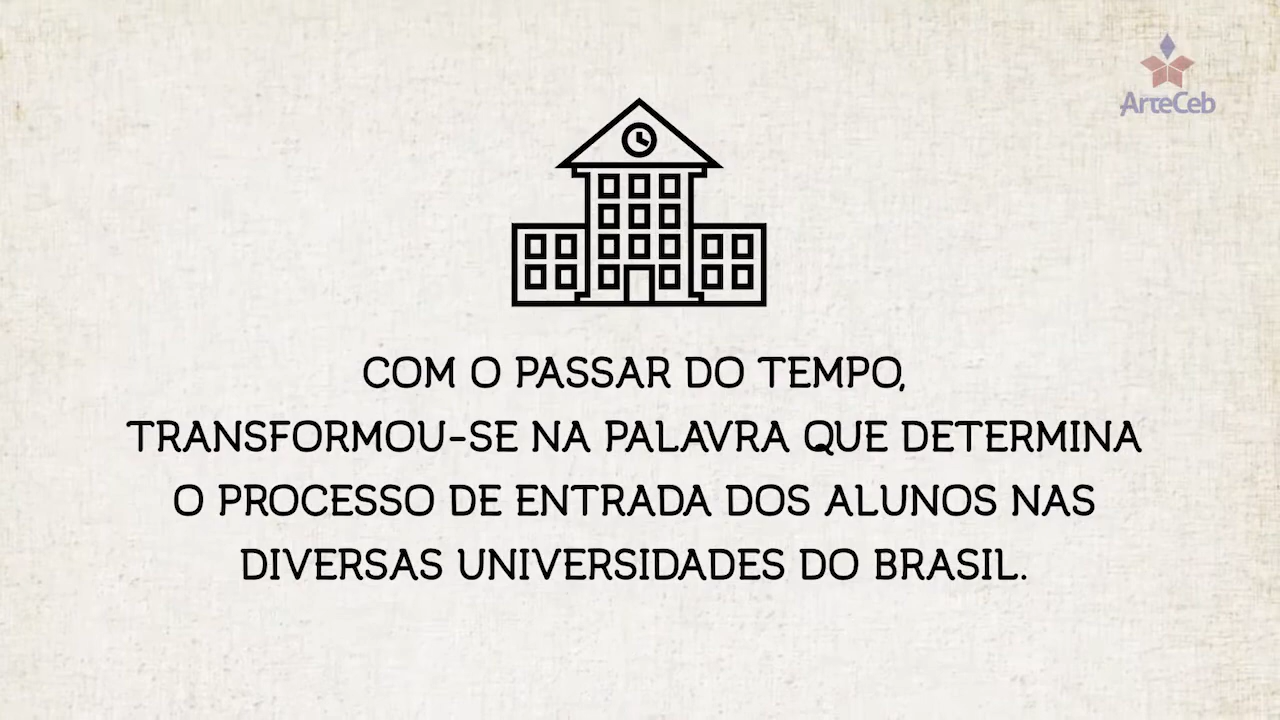 ArteCeb
COM O PASSAR DO TEMPO,
TRANSFORMOU-SE NA PALAVRA QUE DETERMINA
O PROCESSO DE ENTRADA DOS ALUNOS NAS
DIVERSAS UNIVERSIDADES DO BRASIL.